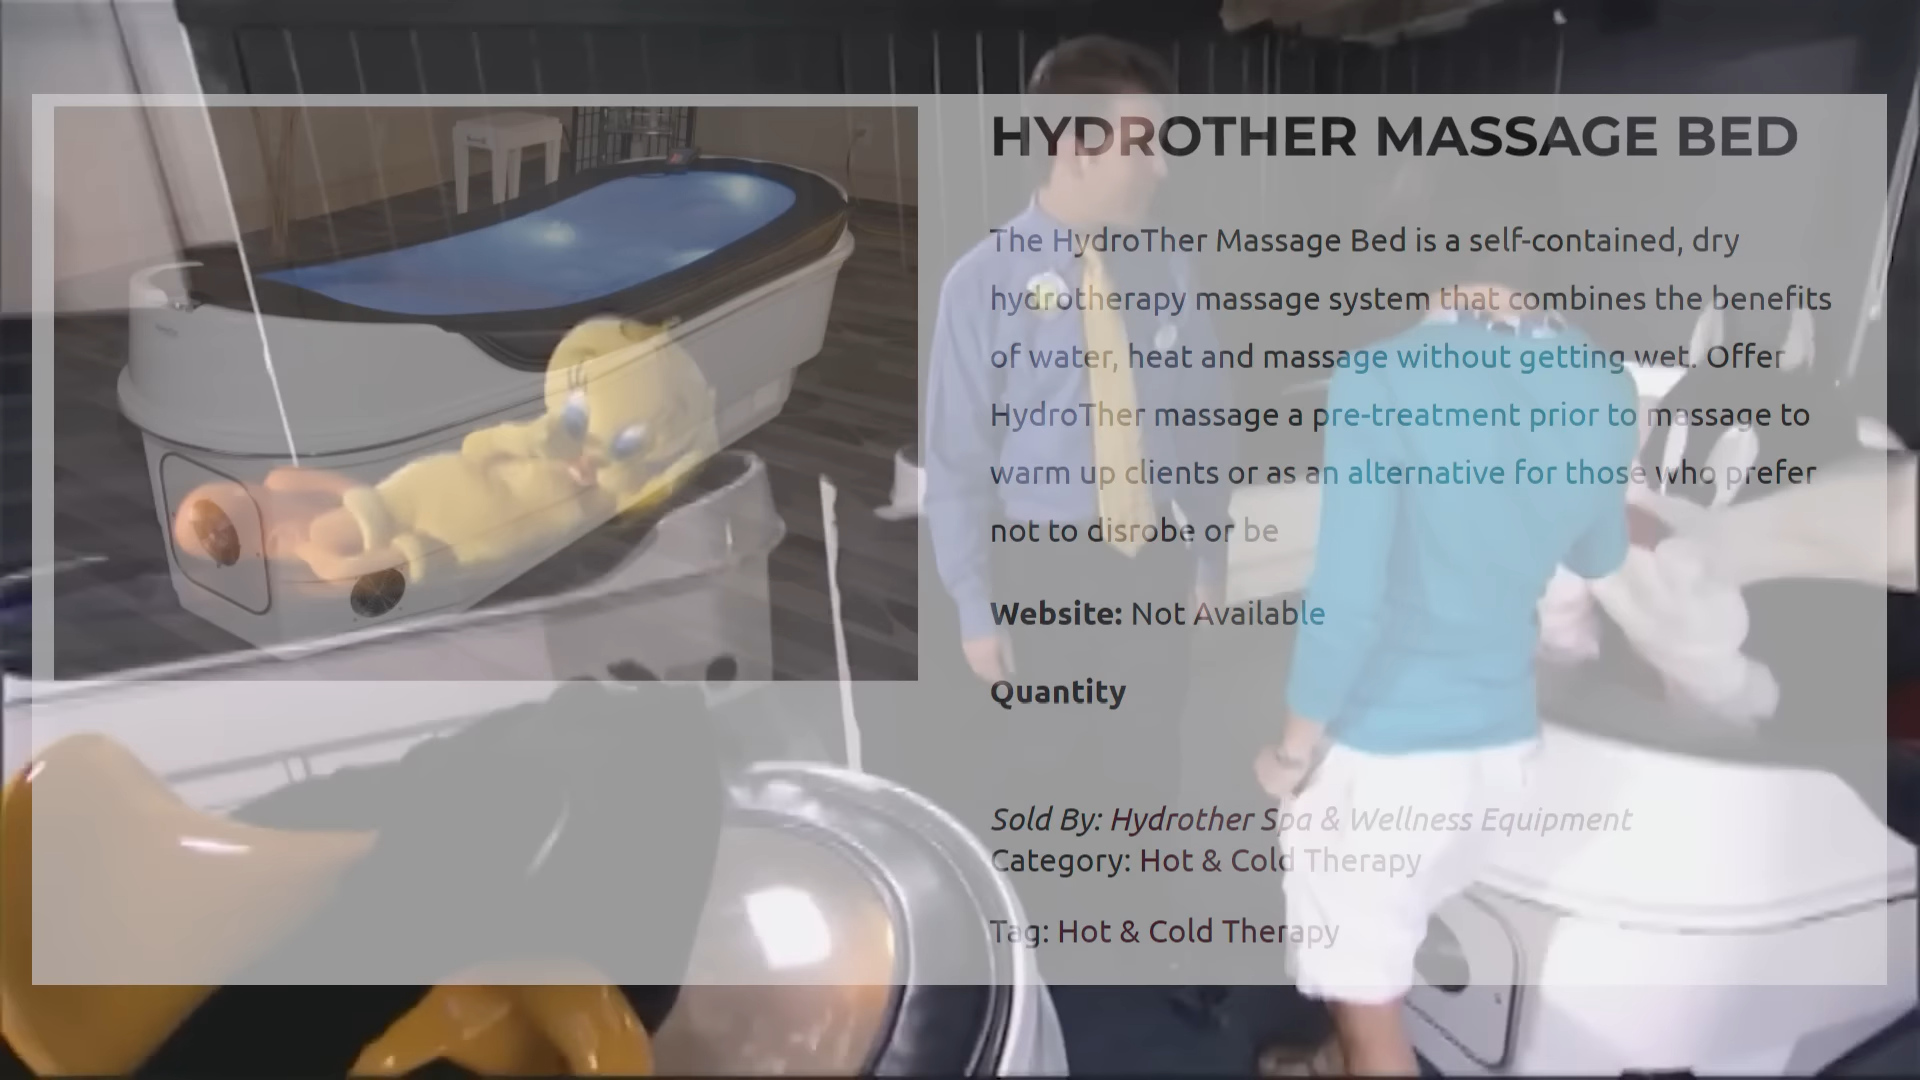 HYDROTHER MASSAGE BED
The HydroTher Massage Bed is a self-contained, dry
hydrotherapy massage system that combines the benefits
of water, heat and massage without getting wet. Offer
HydroTher massage a pre-treatment prior to massage to
warm up clients or as an alternative for those who prefer
not to disrobe or be
Website: Not Available
Quantity
Sold By: Hydrother Spa & Wellness Equipment
Category: Hot & Cold Therapy
Tag: Hot & Cold Therapy